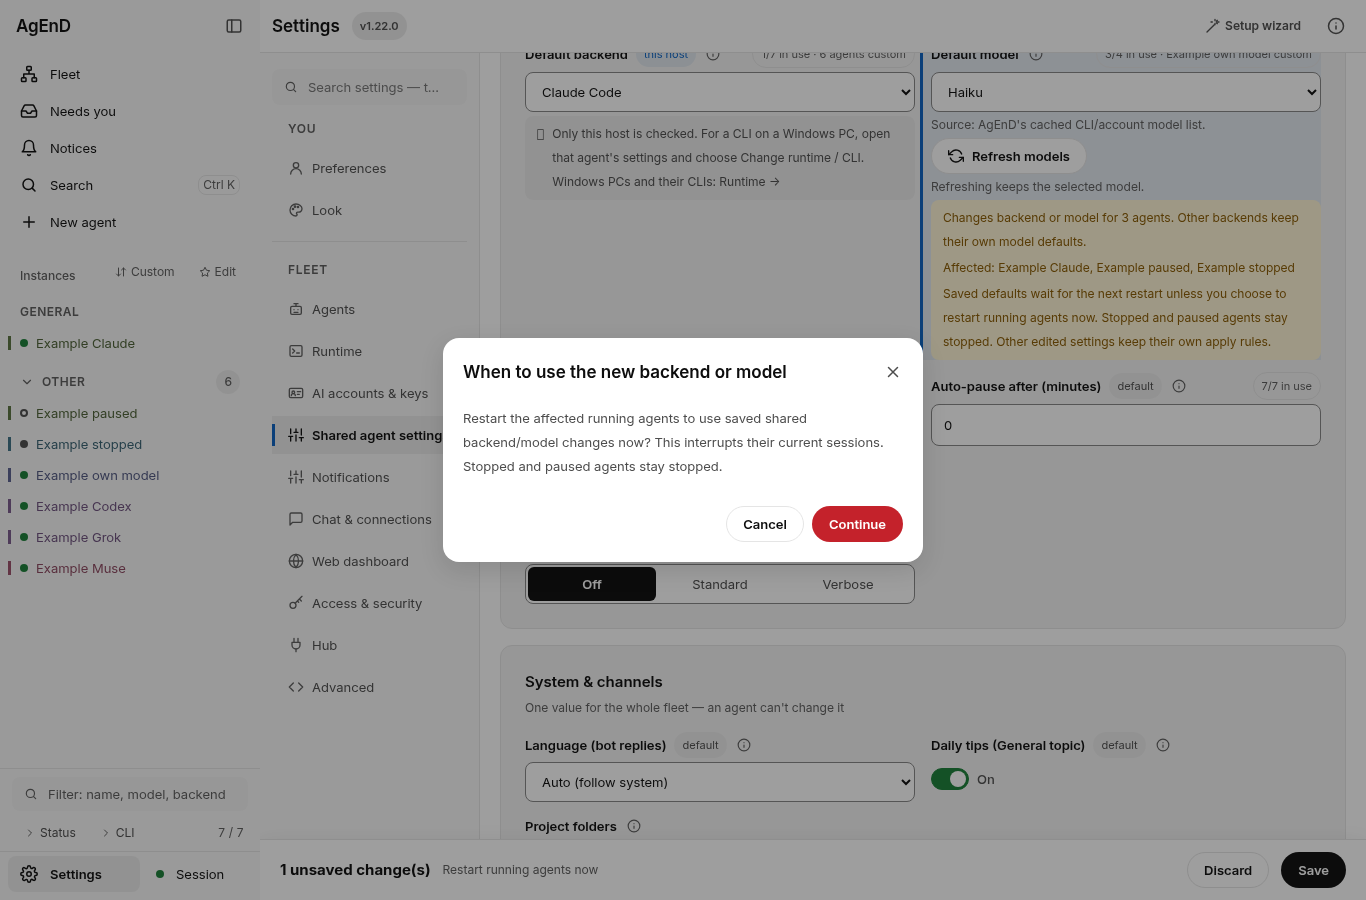 AgEnD
Fleet
Needs you
Notices
Search
Ctrl K
New agent
Instances
Custom
Edit
GENERAL
Example Claude
OTHER
6
Example paused
Example stopped
Example own model
Example Codex
Example Grok
Example Muse
Filter: name, model, backend
Status
CLI
7 / 7
Settings
Session
Settings
v1.22.0
Setup wizard
Search settings — t...
YOU
Preferences
Look
FLEET
Agents
Runtime
AI accounts & keys
Shared agent setting
Notifications
Chat & connections
Web dashboard
Access & security
Hub
Advanced
Default backend
this host
1/7 in use · 6 agents custom
Claude Code
Only this host is checked. For a CLI on a Windows PC, open
that agent's settings and choose Change runtime / CLI.
Windows PCs and their CLIs: Runtime →
Default model
3/4 in use · Example own model custom
Haiku
Source: AgEnD's cached CLI/account model list.
Refresh models
Refreshing keeps the selected model.
Changes backend or model for 3 agents. Other backends keep
their own model defaults.
Affected: Example Claude, Example paused, Example stopped
Saved defaults wait for the next restart unless you choose to
restart running agents now. Stopped and paused agents stay
stopped. Other edited settings keep their own apply rules.
Auto-pause after (minutes)
default
7/7 in use
0
When to use the new backend or model
Restart the affected running agents to use saved shared
backend/model changes now? This interrupts their current sessions.
Stopped and paused agents stay stopped.
Cancel
Continue
Off
Standard
Verbose
System & channels
One value for the whole fleet — an agent can't change it
Language (bot replies)
default
Auto (follow system)
Daily tips (General topic)
default
On
Project folders
1 unsaved change(s)
Restart running agents now
Discard
Save